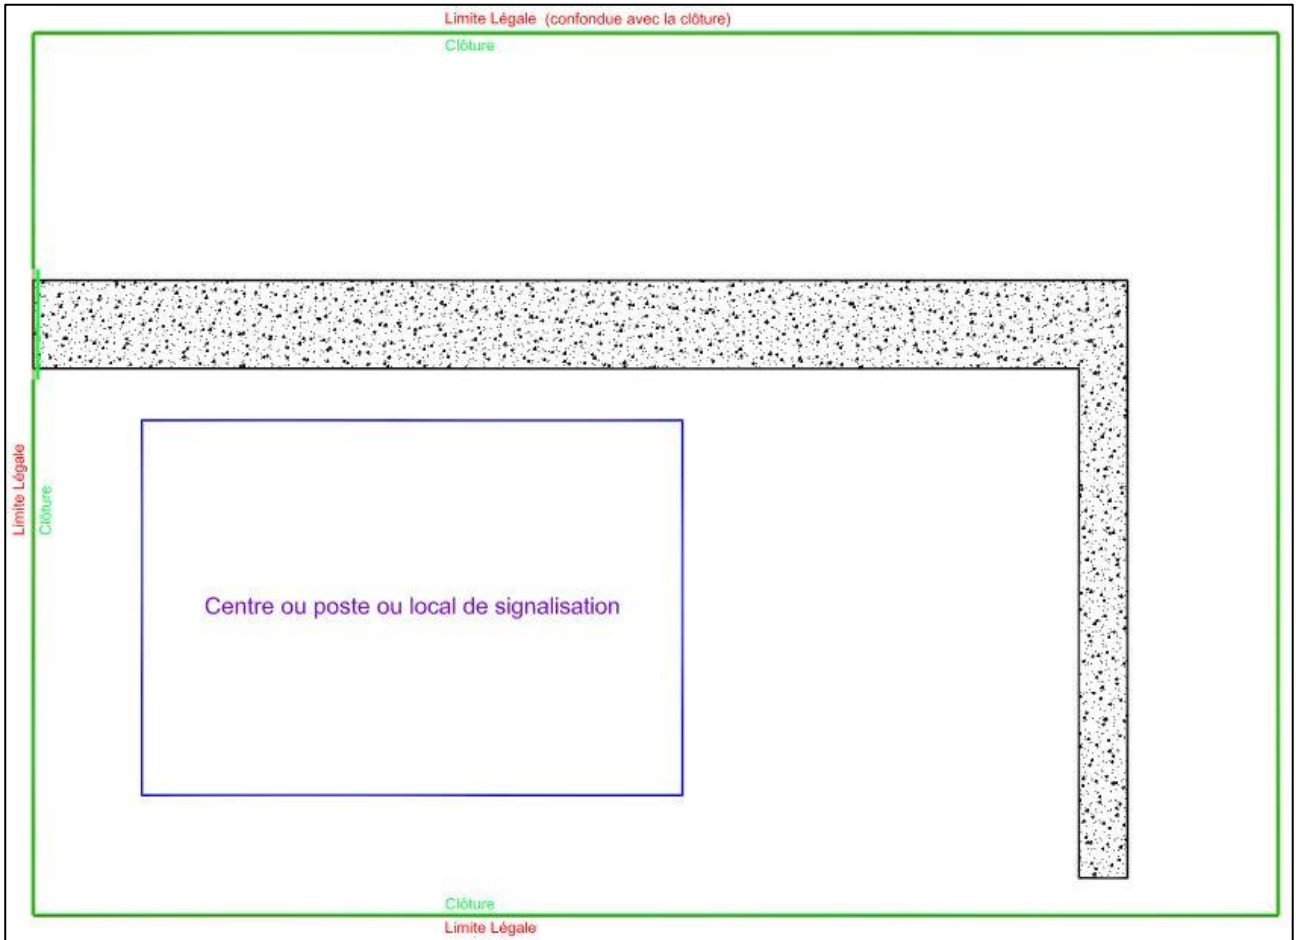 Limite Légale (confondue avec la clôture)
Clôture
Limite Légale
Clôture
Centre ou poste ou local de signalisation
Clôture
Limite Légale